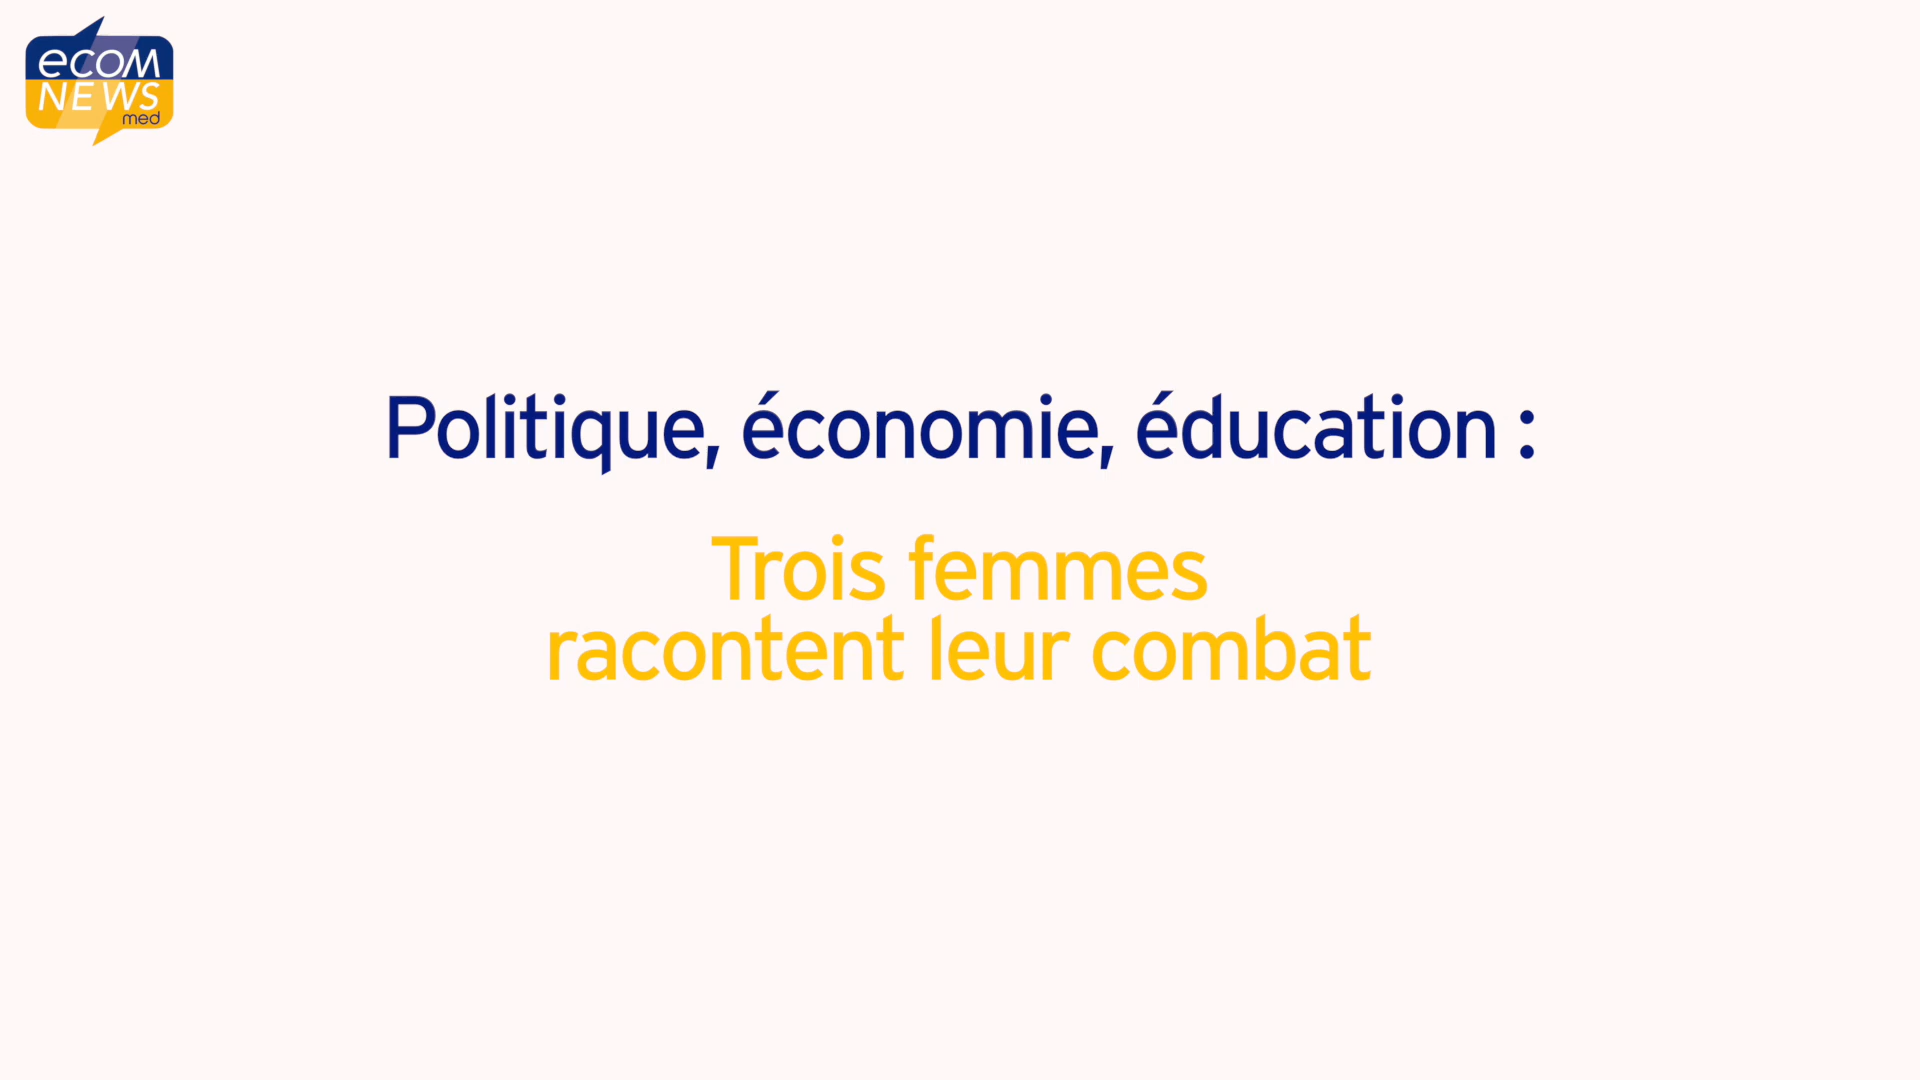 ecom
NEWS
med
Politique, économie, éducation :
Trois femmes
racontent leur combat